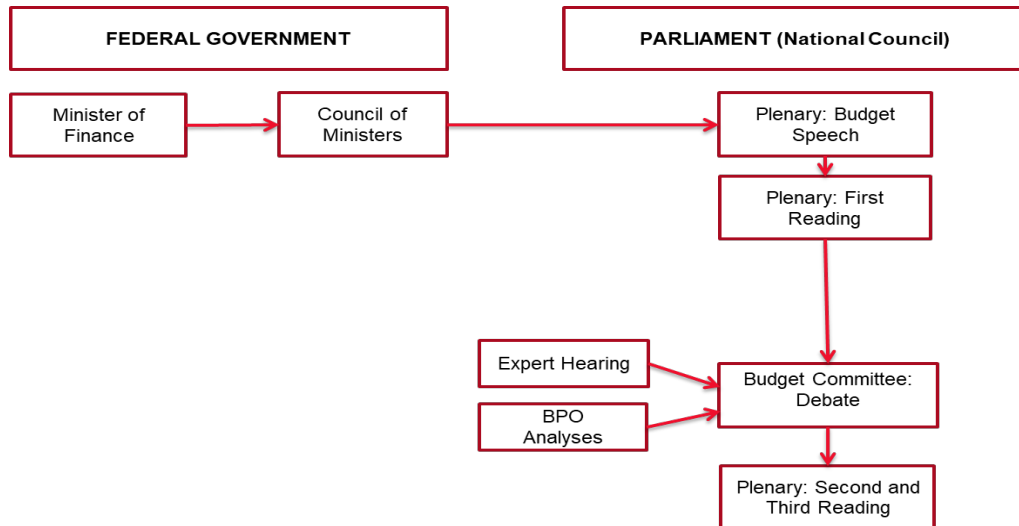 FEDERAL GOVERNMENT
PARLIAMENT (National Council)
Minister of
Finance
Council of
Ministers
Plenary: Budget
Speech
Plenary: First
Reading
Expert Hearing
BPO
Analyses
Budget Committee:
Debate
Plenary: Second and
Third Reading